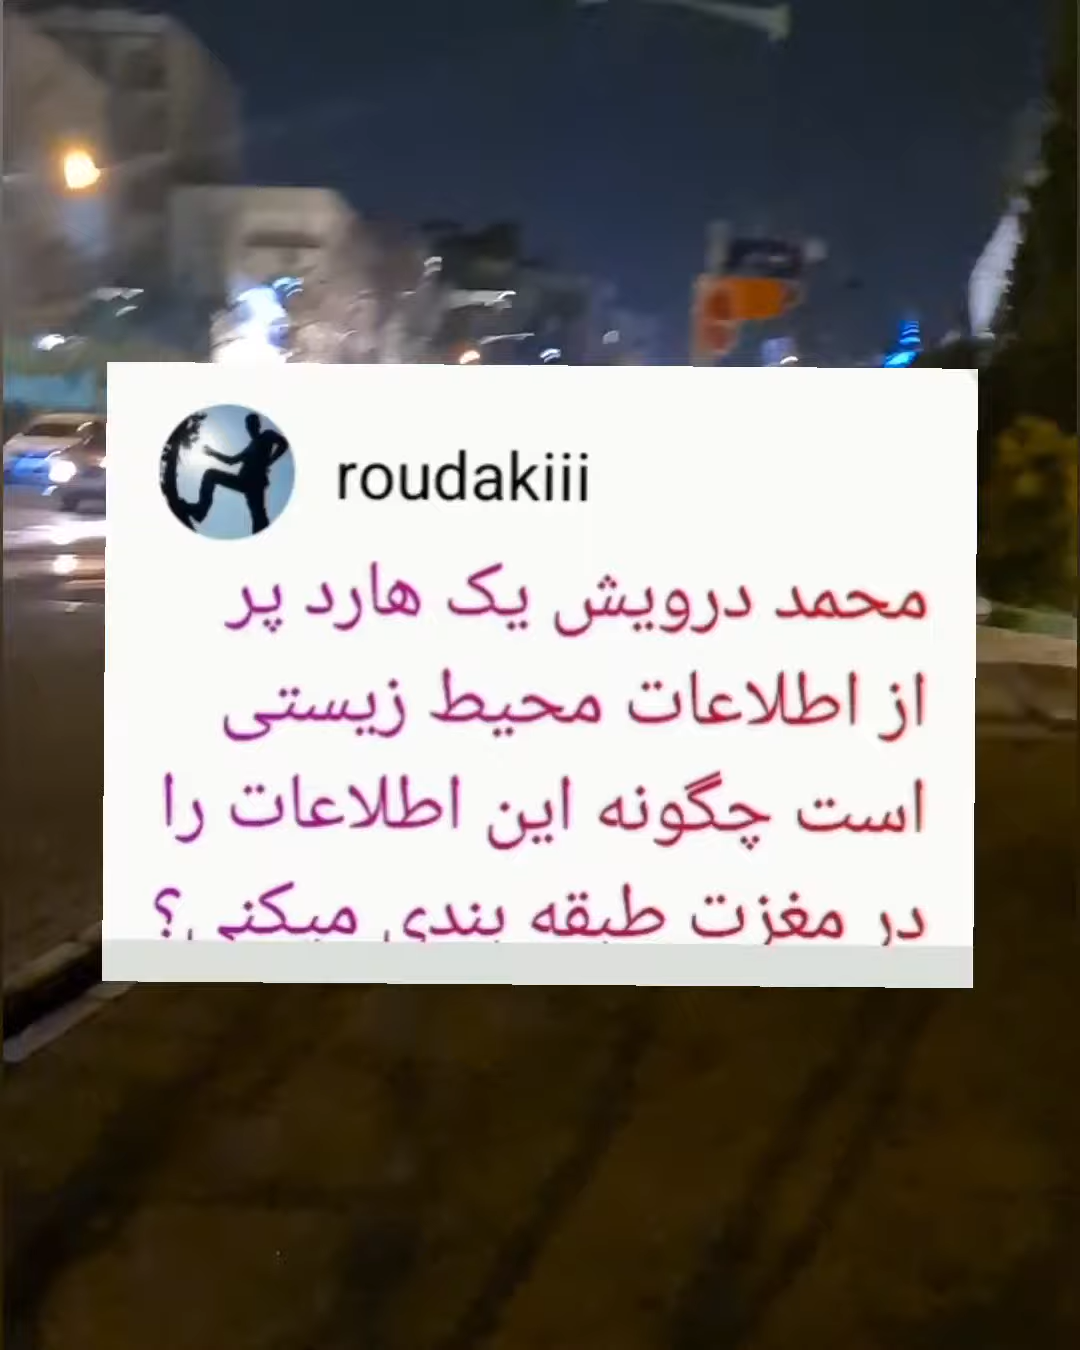 roudakiii
محمد درویش یک هارد پر
از اطلاعات محیط زیستی
است چگونه این اطلاعات را
در مغزت طبقه بندی میکنی؟